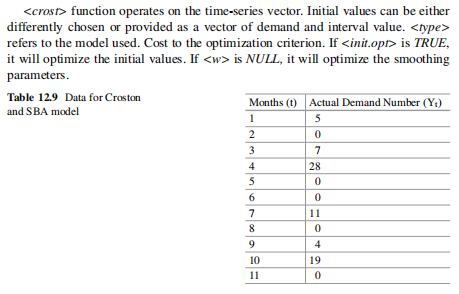 <crost> function operates on the time-series vector. Initial values can be either
differently chosen or provided as a vector of demand and interval value. <type>
refers to the model used. Cost to the optimization criterion. If <init.opt> is TRUE,
it will optimize the initial values. If <w> is NULL, it will optimize the smoothing
parameters.
Table 12.9 Data for Croston
and SBA model
Months (t) Actual Demand Number (Yt)
1 5
2 0
3 7
4 28
5 0
6 0
7 11
8 0
9 4
10 19
11 0